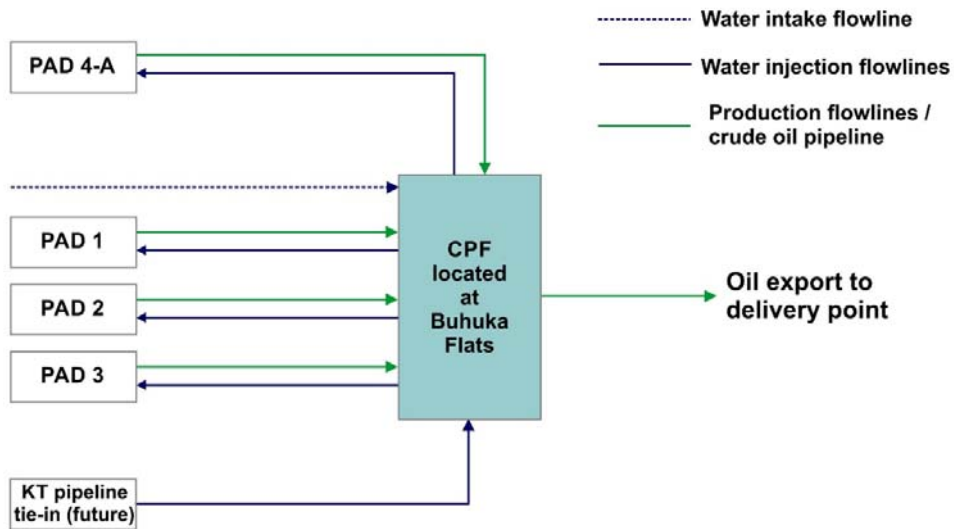 Water intake flowline
PAD 4-A
Water injection flowlines
Production flowlines /
crude oil pipeline
PAD 1
PAD 2
PAD 3
CPF
located
at
Buhuka
Flats
Oil export to
delivery point
KT pipeline
tie-in (future)